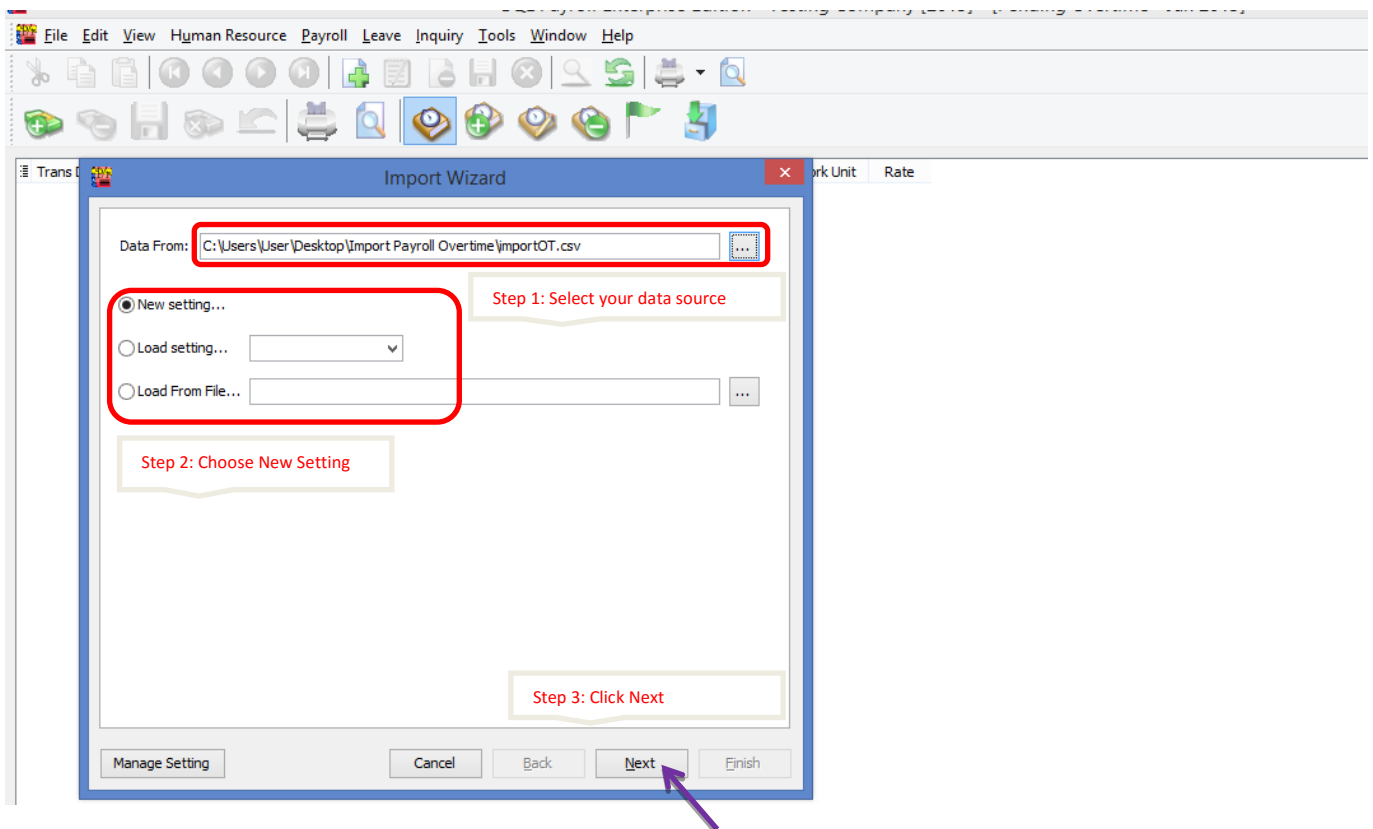 File Edit View Human Resource Payroll Leave Inquiry Tools Window Help
Trans Unit Rate
Import Wizard
Data From: C:\Users\User\Desktop\Import Payroll Overtime\importOT.csv ...
Step 1: Select your data source
New setting...
Load setting...
Load From File... ...
Step 2: Choose New Setting
Step 3: Click Next
Manage Setting Cancel Back Next Finish